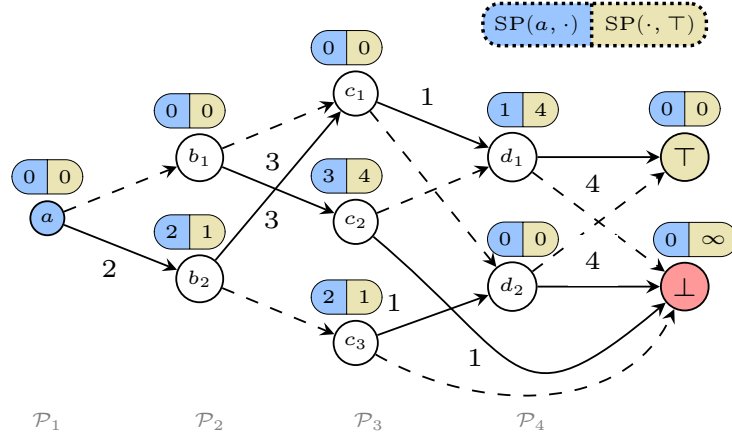 SP(a, ·) SP(·, ⊤)
0 0
1
0 0
c₁
1 4
0 0
b₁
3
d₁
4
⊤
0 0
3 4
a
3
c₂
2 1
0 0
0 ∞
2
b₂
2 1
1
d₂
4
⊥
c₃
1
𝒫₁ 𝒫₂ 𝒫₃ 𝒫₄
0 0